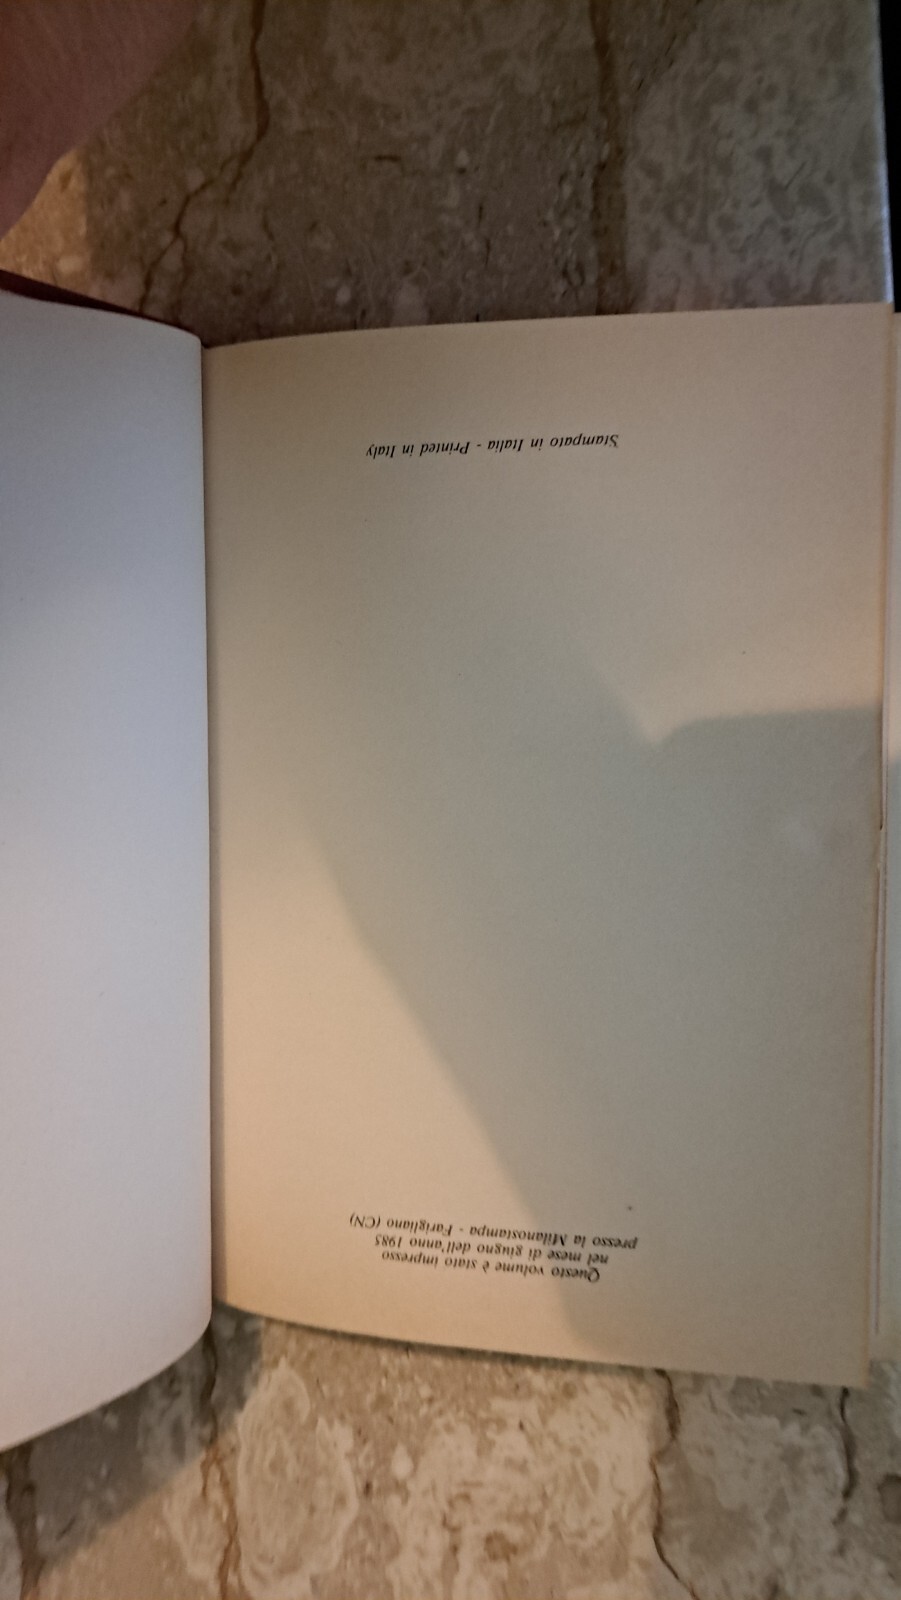 Questo volume è stato impresso
nel mese di giugno dell'anno 1985
presso la Milanostampa - Farigliano (CN)
Stampato in Italia - Printed in Italy